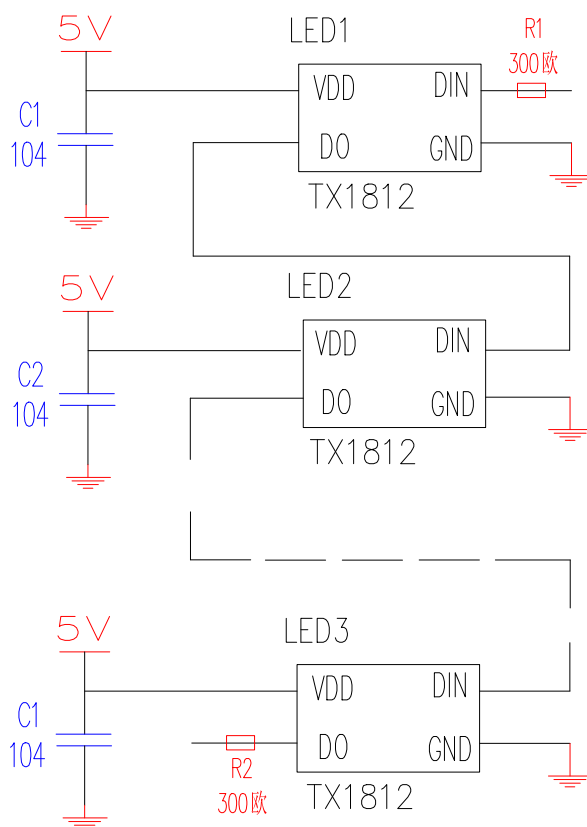 5V
LED1
R1
300欧
VDD
DIN
C1
104
DO
GND
TX1812
5V
LED2
VDD
DIN
C2
104
DO
GND
TX1812
5V
LED3
VDD
DIN
C1
104
DO
GND
R2
300欧
TX1812